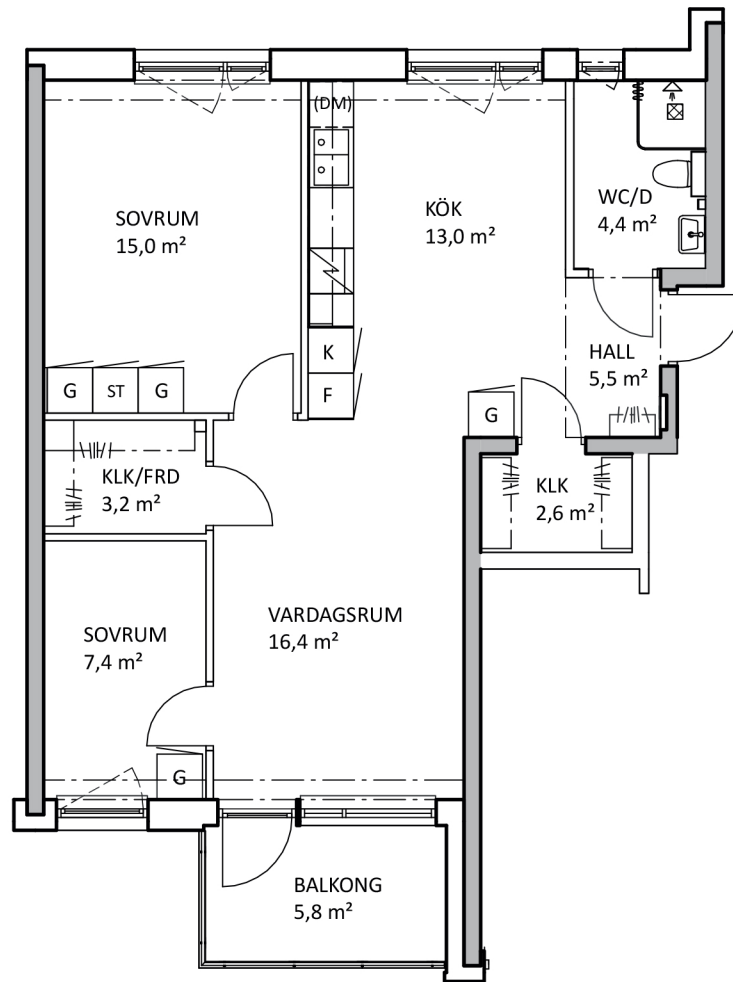 (DM)
SOVRUM
15,0 m²
KÖK
13,0 m²
WC/D
4,4 m²
HALL
5,5 m²
K
F
G
ST
G
G
KLK/FRD
3,2 m²
KLK
2,6 m²
VARDAGSRUM
16,4 m²
SOVRUM
7,4 m²
G
BALKONG
5,8 m²